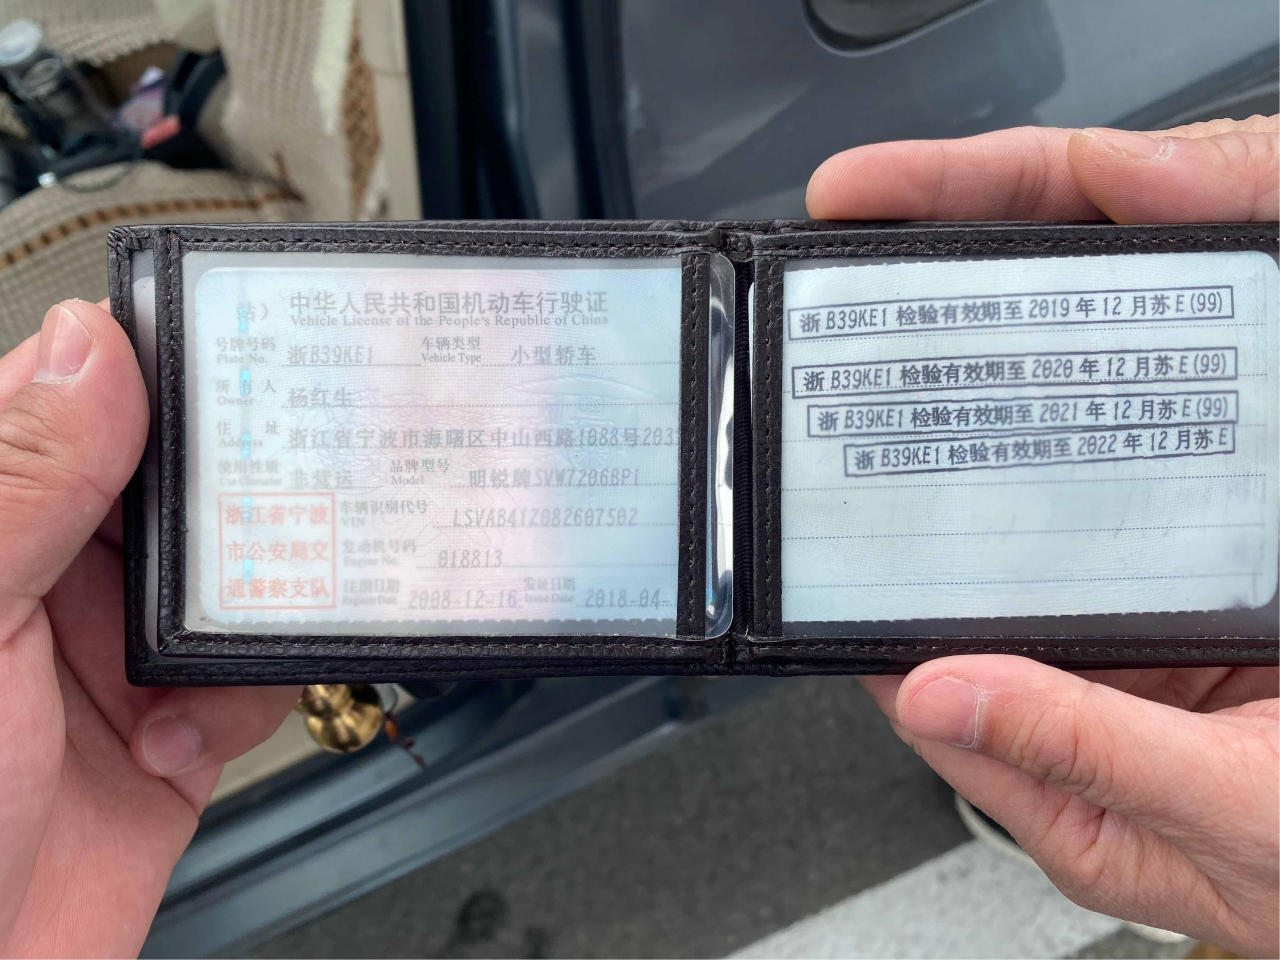 中华人民共和国机动车行驶证
Vehicle License of the People's Republic of China
号牌号码 浙B39KE1 车辆类型 小型轿车
Plate No. Vehicle Type
所有人 杨红生
Owner
住址 浙江省宁波市海曙区中山西路1088号203
Address
使用性质 非营运 品牌型号 明锐牌SVW7206BPi
Use Character Model
浙江省宁波
市公安局交
通警察支队
车辆识别代号 LSVAB41Z082607502
VIN
发动机号码 018813
Engine No.
注册日期 2008-12-16 发证日期 2018-04-
Register Date Issue Date
浙B39KE1 检验有效期至 2019 年 12 月苏 E (99)
浙B39KE1 检验有效期至 2020 年 12 月苏 E (99)
浙B39KE1 检验有效期至 2021 年 12 月苏 E (99)
浙B39KE1 检验有效期至 2022 年 12 月苏 E